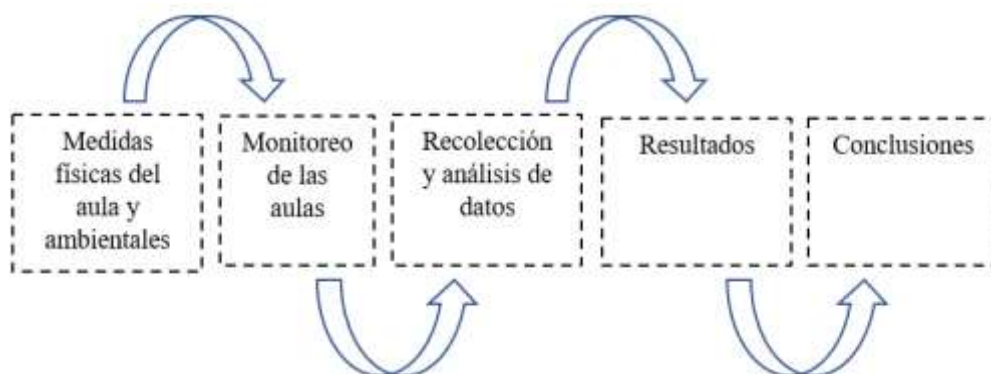 Medidas
físicas del
aula y
ambientales
Monitoreo
de las
aulas
Recolección
y análisis de
datos
Resultados
Conclusiones